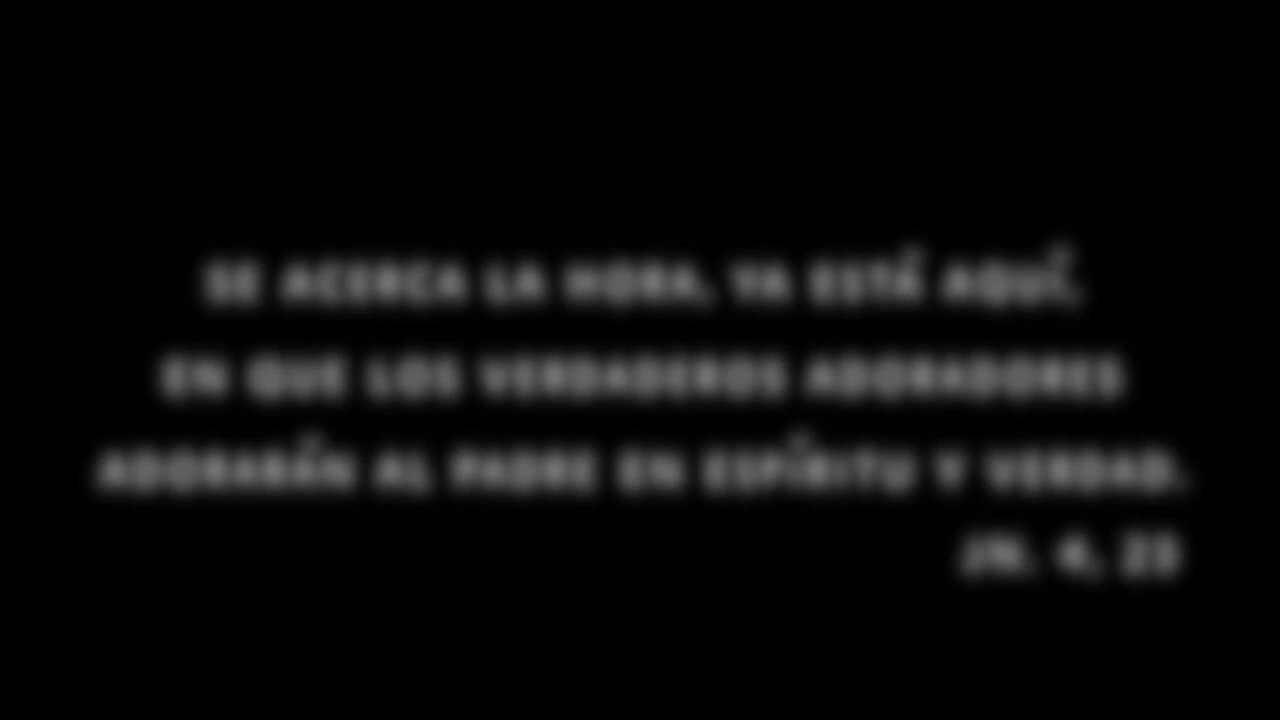 SE ACERCA LA HORA, YA ESTÁ AQUÍ,
EN QUE LOS VERDADEROS ADORADORES
ADORARÁN AL PADRE EN ESPÍRITU Y VERDAD.
JN. 4, 23